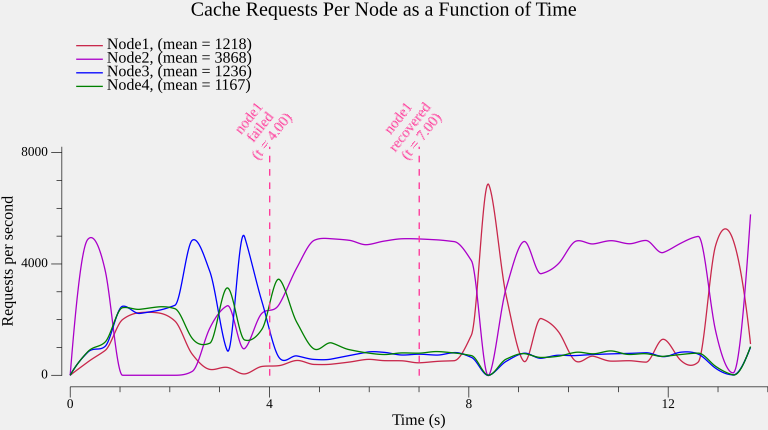 Cache Requests Per Node as a Function of Time
Node1, (mean = 1218)
Node2, (mean = 3868)
Node3, (mean = 1236)
Node4, (mean = 1167)
node1
failed
(t = 4.00)
node1
recovered
(t = 7.00)
Requests per second
8000
4000
0
0
4
8
12
Time (s)